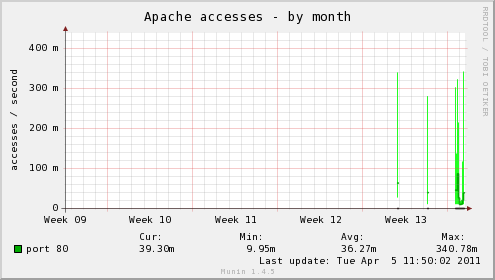 Apache accesses - by month
RRDTOOL / TOBI OETIKER
accesses / second
400 m
300 m
200 m
100 m
0
Week 09 Week 10 Week 11 Week 12 Week 13
Cur: Min: Avg: Max:
port 80 39.30m 9.95m 36.27m 340.78m
Last update: Tue Apr 5 11:50:02 2011
Munin 1.4.5